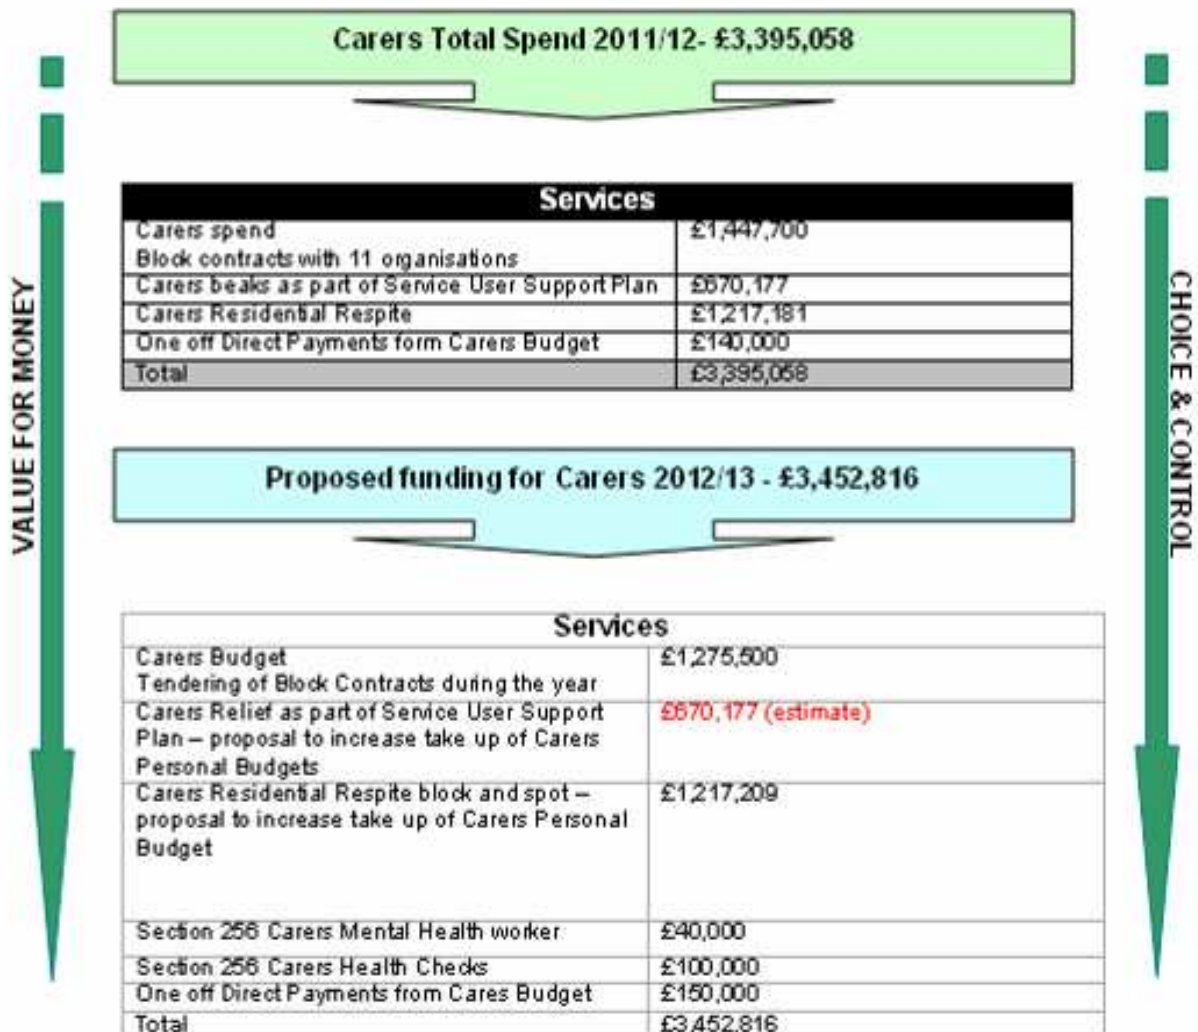 Carers Total Spend 2011/12- £3,395,058
Services
Carers spend £1,447,700
Block contracts with 11 organisations
Carers beaks as part of Service User Support Plan £670,177
Carers Residential Respite £1,217,181
One off Direct Payments form Carers Budget £140,000
Total £3,395,058
VALUE FOR MONEY
CHOICE & CONTROL
Proposed funding for Carers 2012/13 - £3,452,816
Services
Carers Budget £1,275,500
Tendering of Block Contracts during the year
Carers Relief as part of Service User Support £670,177 (estimate)
Plan – proposal to increase take up of Carers
Personal Budgets
Carers Residential Respite block and spot – £1,217,209
proposal to increase take up of Carers Personal
Budget
Section 256 Carers Mental Health worker £40,000
Section 256 Carers Health Checks £100,000
One off Direct Payments from Cares Budget £150,000
Total £3,452,816